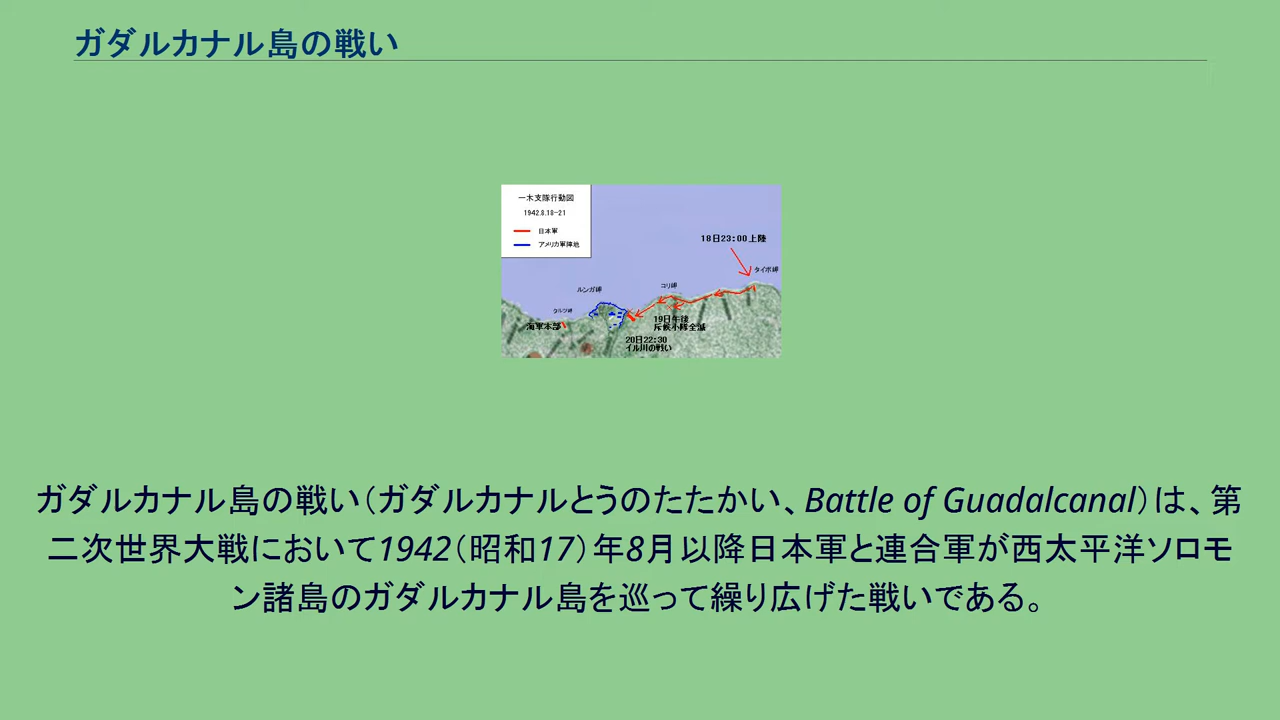 ガダルカナル島の戦い
一木支隊行動図
1942.8.18-21
日本軍
アメリカ軍陣地
18日23:00上陸
タイボ岬
コリ岬
ルンガ岬
クルツ岬
海軍本部
19日午後
斥候小隊全滅
20日22:30
イル川の戦い
ガダルカナル島の戦い（ガダルカナルとうのたたかい、Battle of Guadalcanal）は、第
二次世界大戦において1942（昭和17）年8月以降日本軍と連合軍が西太平洋ソロモ
ン諸島のガダルカナル島を巡って繰り広げた戦いである。